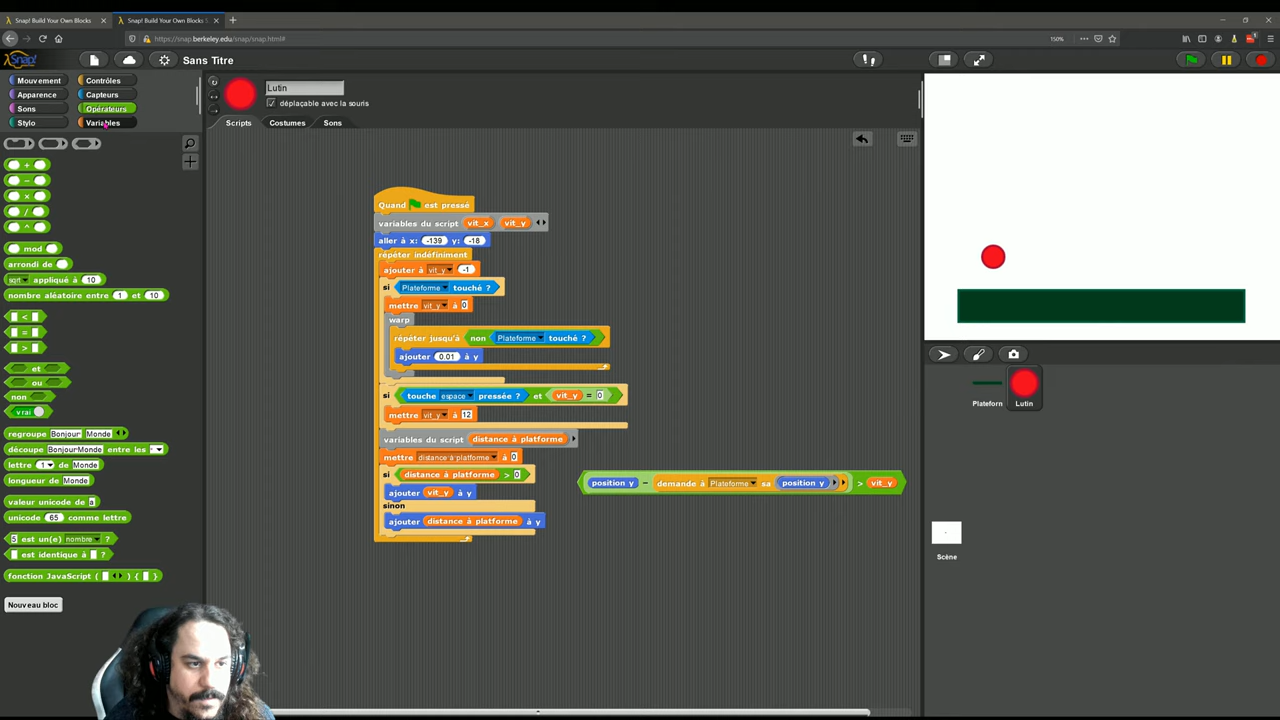 Snap! Build Your Own Blocks
Snap! Build Your Own Blocks S
https://snap.berkeley.edu/snap/snap.html#
150%
Snap!
Sans Titre
Mouvement
Contrôles
Apparence
Capteurs
Sons
Opérateurs
Stylo
Variables
Lutin
déplaçable avec la souris
Scripts
Costumes
Sons
+
−
×
/
^
mod
arrondi de
sqrt appliqué à 10
nombre aléatoire entre 1 et 10
<
=
>
et
ou
non
vrai
regroupe Bonjour Monde
découpe BonjourMonde entre les -
lettre 1 de Monde
longueur de Monde
valeur unicode de a
unicode 65 comme lettre
5 est un(e) nombre ?
est identique à ?
fonction JavaScript ( ) { }
Nouveau bloc
Quand est pressé
variables du script vit_x vit_y
aller à x: -139 y: -18
répéter indéfiniment
ajouter à vit_y -1
si Plateforme touché ?
mettre vit_y à 0
warp
répéter jusqu'à non Plateforme touché ?
ajouter 0.01 à y
si touche espace pressée ? et vit_y = 0
mettre vit_y à 12
variables du script distance à platforme
mettre distance à platforme à 0
si distance à platforme > 0
ajouter vit_y à y
sinon
ajouter distance à platforme à y
position y − demande à Plateforme sa position y > vit_y
Plateforn
Lutin
Scène